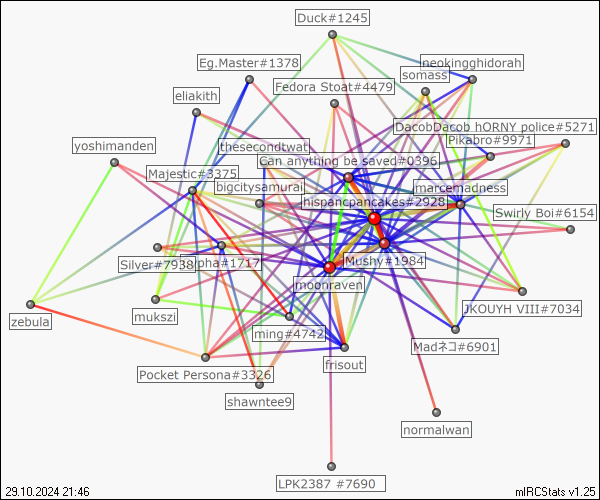 Duck#1245
Eg.Master#1378
neokingghidorah
somass
Fedora Stoat#4479
eliakith
DacobDacob hORNY police#5271
Pikabro#9971
yoshimanden
thesecondtwat
Can anything be saved#0396
Majestic#3375
bigcitysamurai
marcemadness
hispancpancakes#2928
Swirly Boi#6154
Silver#7938
alpha#1717
Mushy#1984
moonraven
JKOUYH VIII#7034
zebula
mukszi
ming#4742
Madネコ#6901
frisout
Pocket Persona#3326
shawntee9
normalwan
LPK2387 #7690
29.10.2024 21:46
mIRCStats v1.25